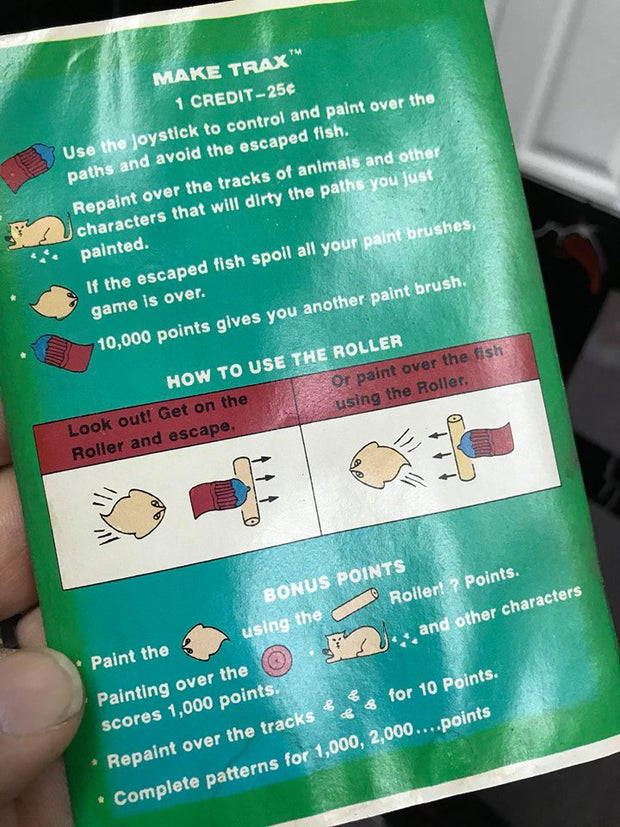 MAKE TRAX™
1 CREDIT–25¢
Use the joystick to control and paint over the
paths and avoid the escaped fish.
Repaint over the tracks of animals and other
characters that will dirty the paths you just
painted.
* If the escaped fish spoil all your paint brushes,
game is over.
* 10,000 points gives you another paint brush.
HOW TO USE THE ROLLER
Look out! Get on the
Roller and escape.
Or paint over the fish
using the Roller.
BONUS POINTS
* Paint the using the Roller! ? Points.
* Painting over the and other characters
scores 1,000 points.
* Repaint over the tracks for 10 Points.
* Complete patterns for 1,000, 2,000....points